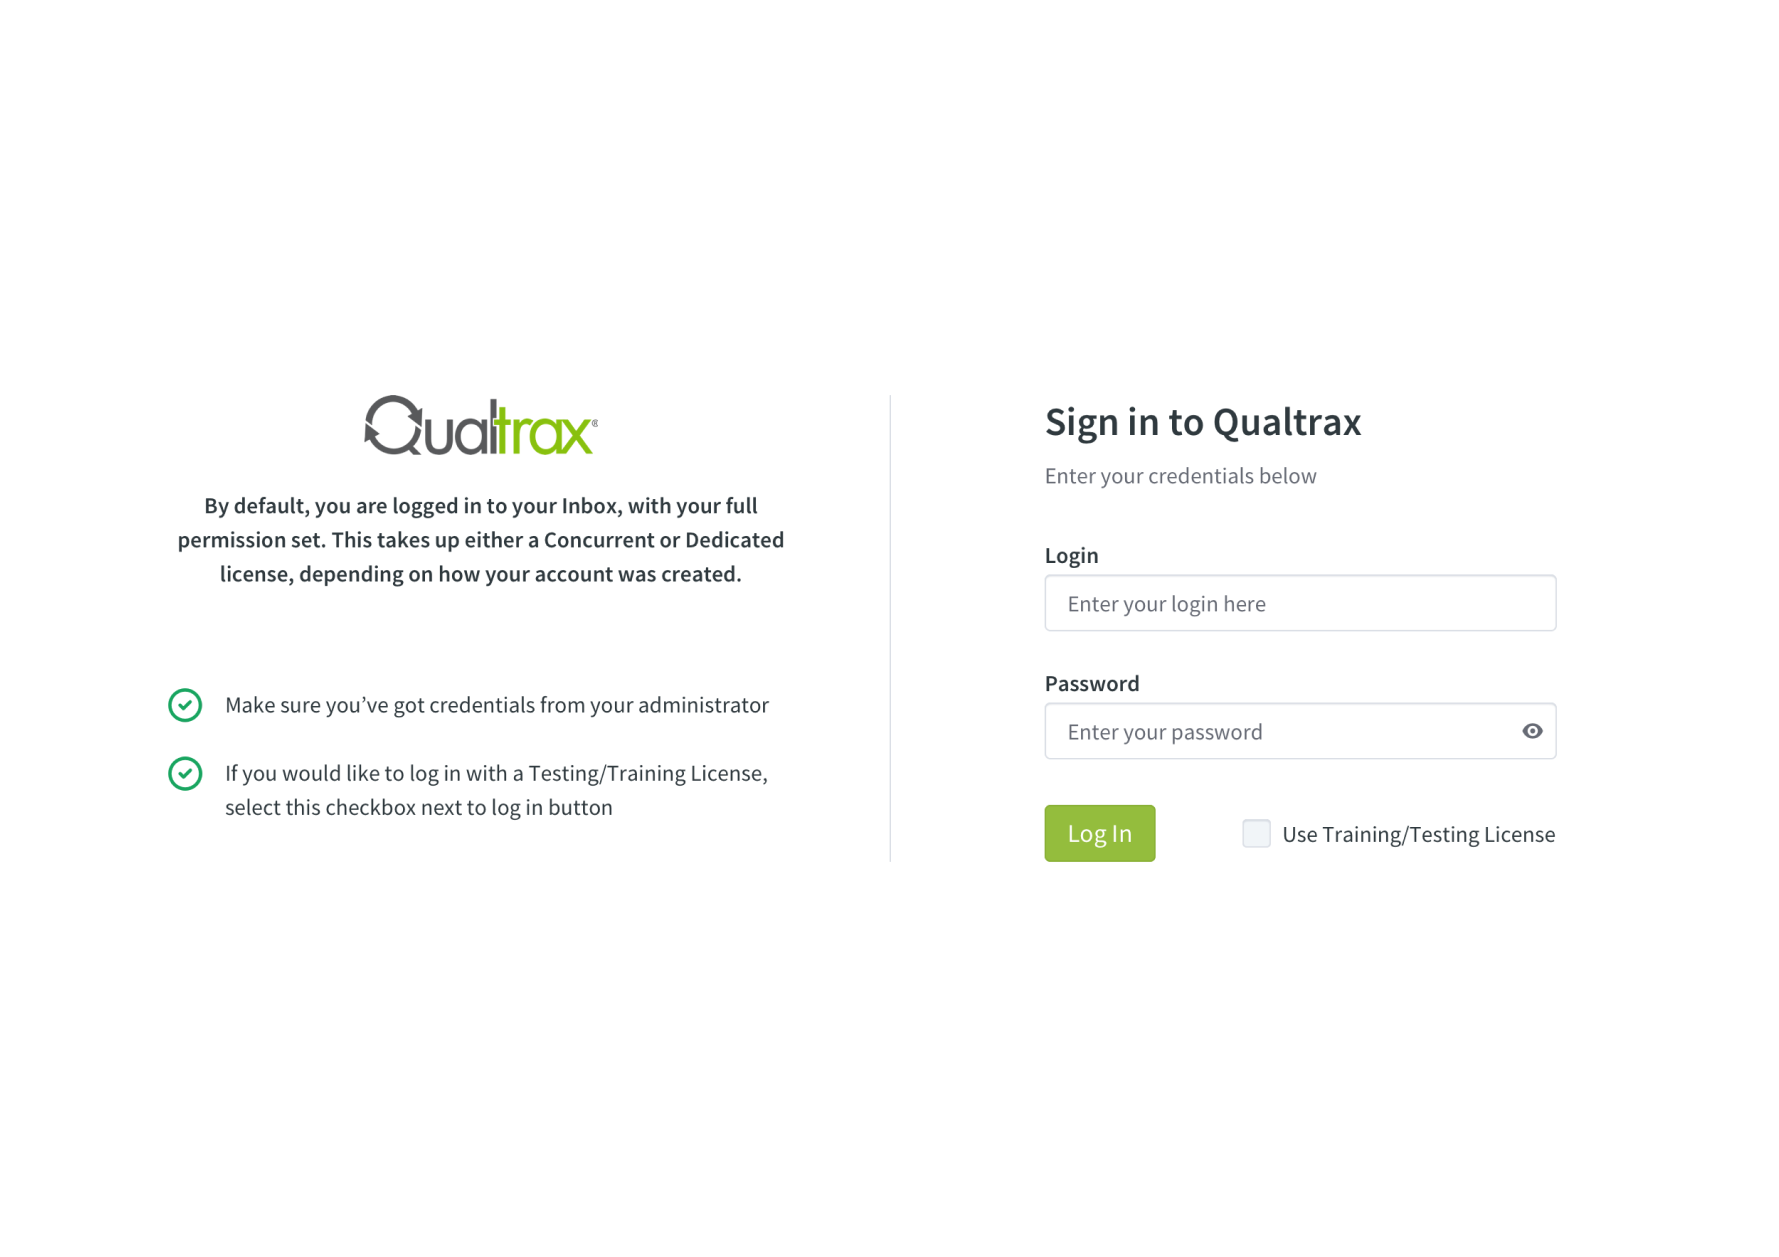 Qualtrax®
By default, you are logged in to your Inbox, with your full
permission set. This takes up either a Concurrent or Dedicated
license, depending on how your account was created.
Make sure you’ve got credentials from your administrator
If you would like to log in with a Testing/Training License,
select this checkbox next to log in button
Sign in to Qualtrax
Enter your credentials below
Login
Enter your login here
Password
Enter your password
Log In
Use Training/Testing License